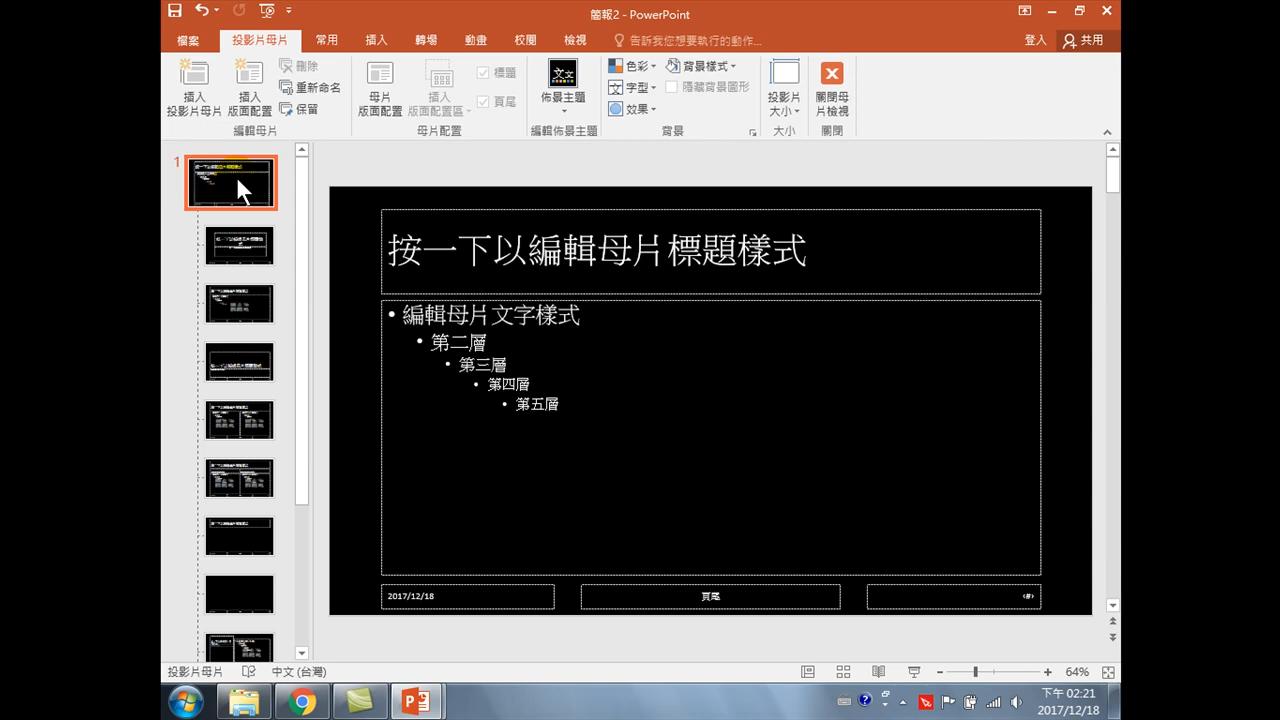 簡報2 - PowerPoint
檔案 投影片母片 常用 插入 轉場 動畫 校閱 檢視 告訴我您想要執行的動作... 登入 共用
插入 投影片母片
插入 版面配置
刪除
重新命名
保留
編輯母片
母片 版面配置
插入 版面配置區
標題
頁尾
母片配置
文文
佈景主題
編輯佈景主題
色彩
字型
效果
背景樣式
隱藏背景圖形
背景
投影片 大小
大小
關閉母片檢視
關閉
1
按一下以編輯母片標題樣式
• 編輯母片文字樣式
• 第二層
• 第三層
• 第四層
• 第五層
2017/12/18 頁尾 ‹#›
投影片母片 中文 (台灣) 64%
下午 02:21
2017/12/18